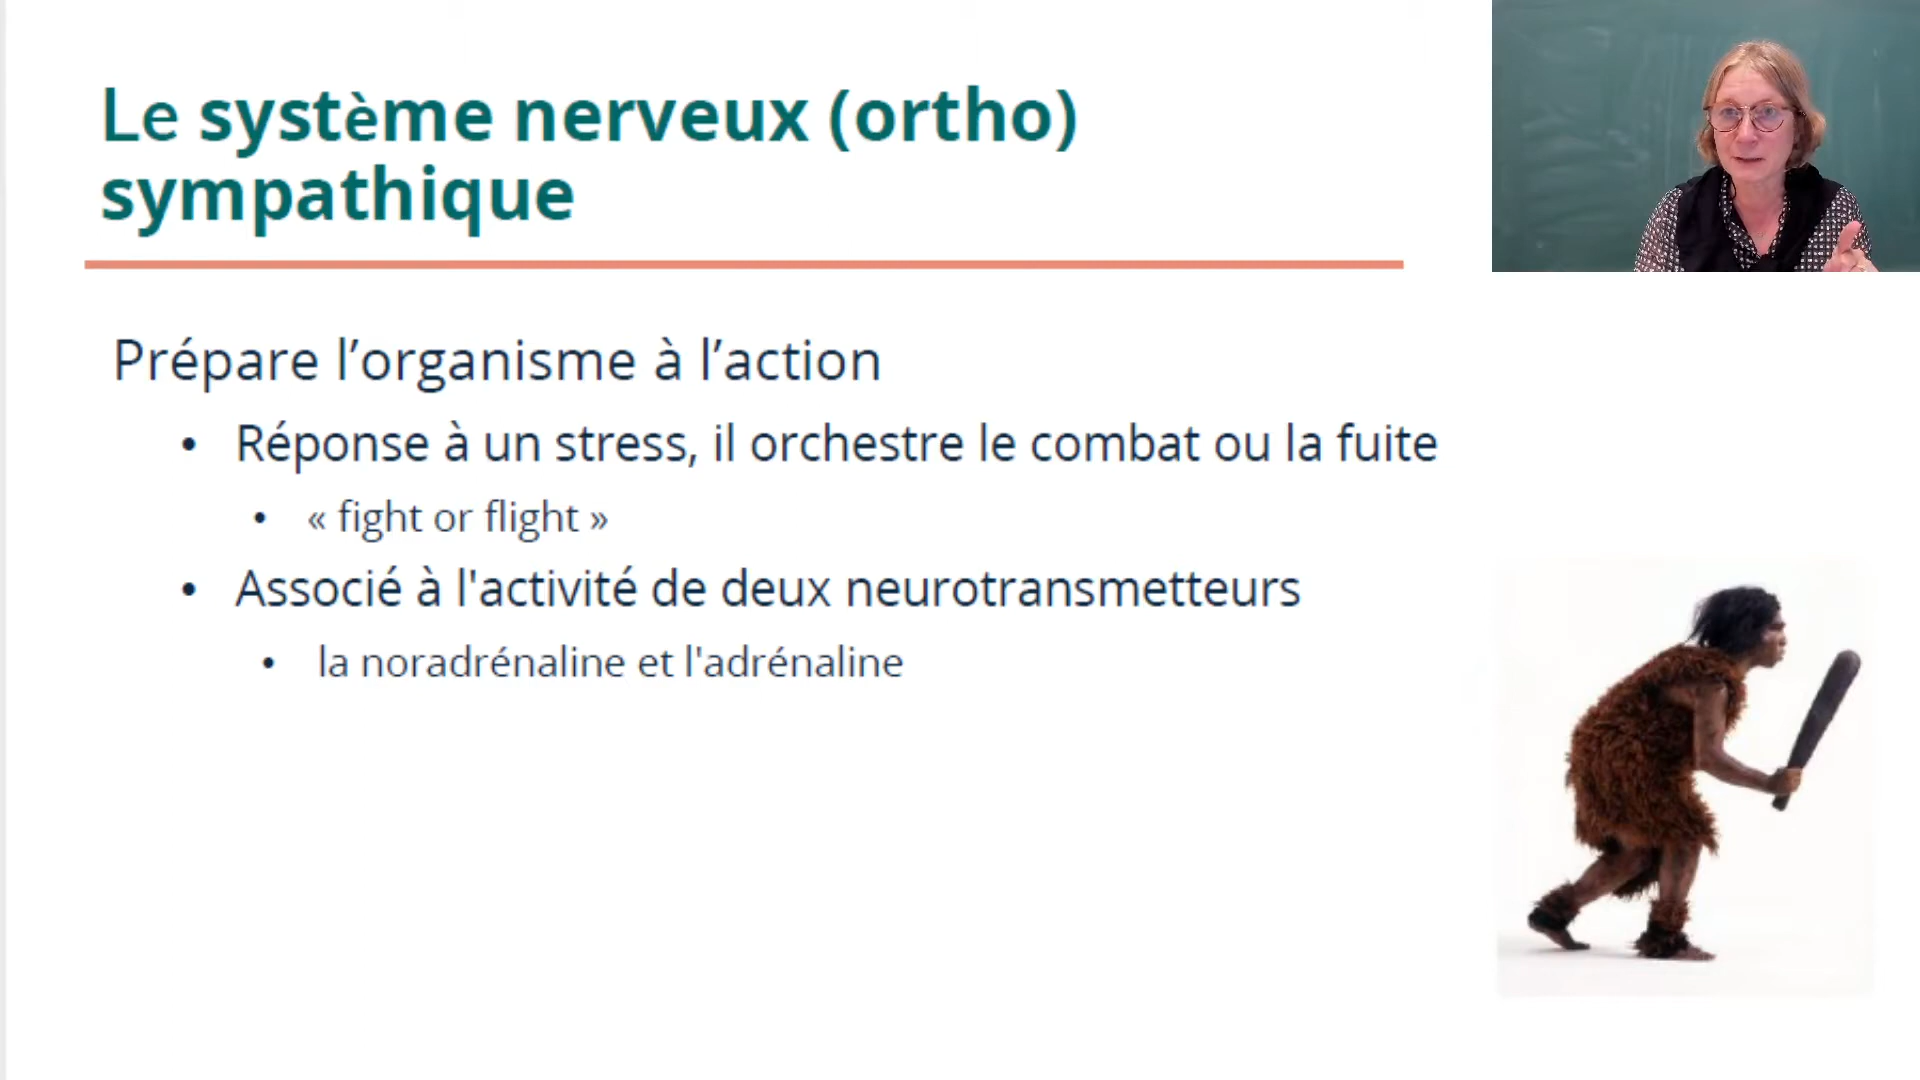 Le système nerveux (ortho)
sympathique
Prépare l’organisme à l’action
• Réponse à un stress, il orchestre le combat ou la fuite
• « fight or flight »
• Associé à l'activité de deux neurotransmetteurs
• la noradrénaline et l'adrénaline